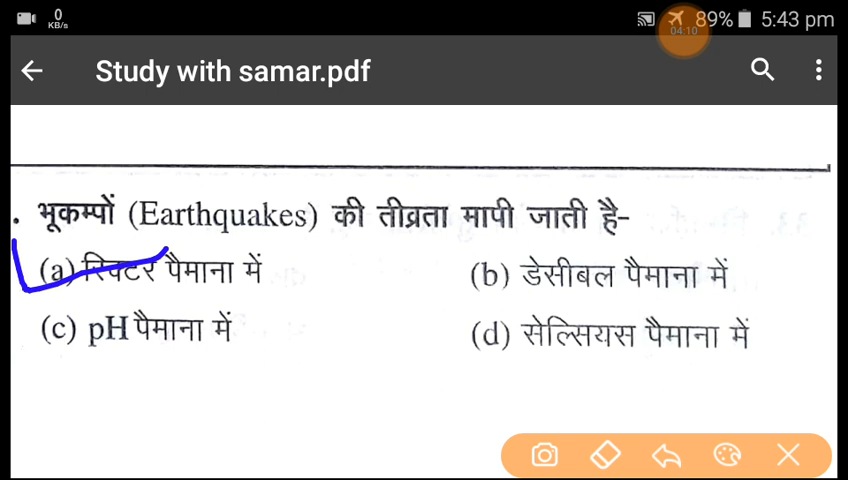 0
KB/s
89% 5:43 pm
04:10
Study with samar.pdf
. भूकम्पों (Earthquakes) की तीव्रता मापी जाती है-
(a) रिक्टर पैमाना में (b) डेसीबल पैमाना में
(c) pH पैमाना में (d) सेल्सियस पैमाना में